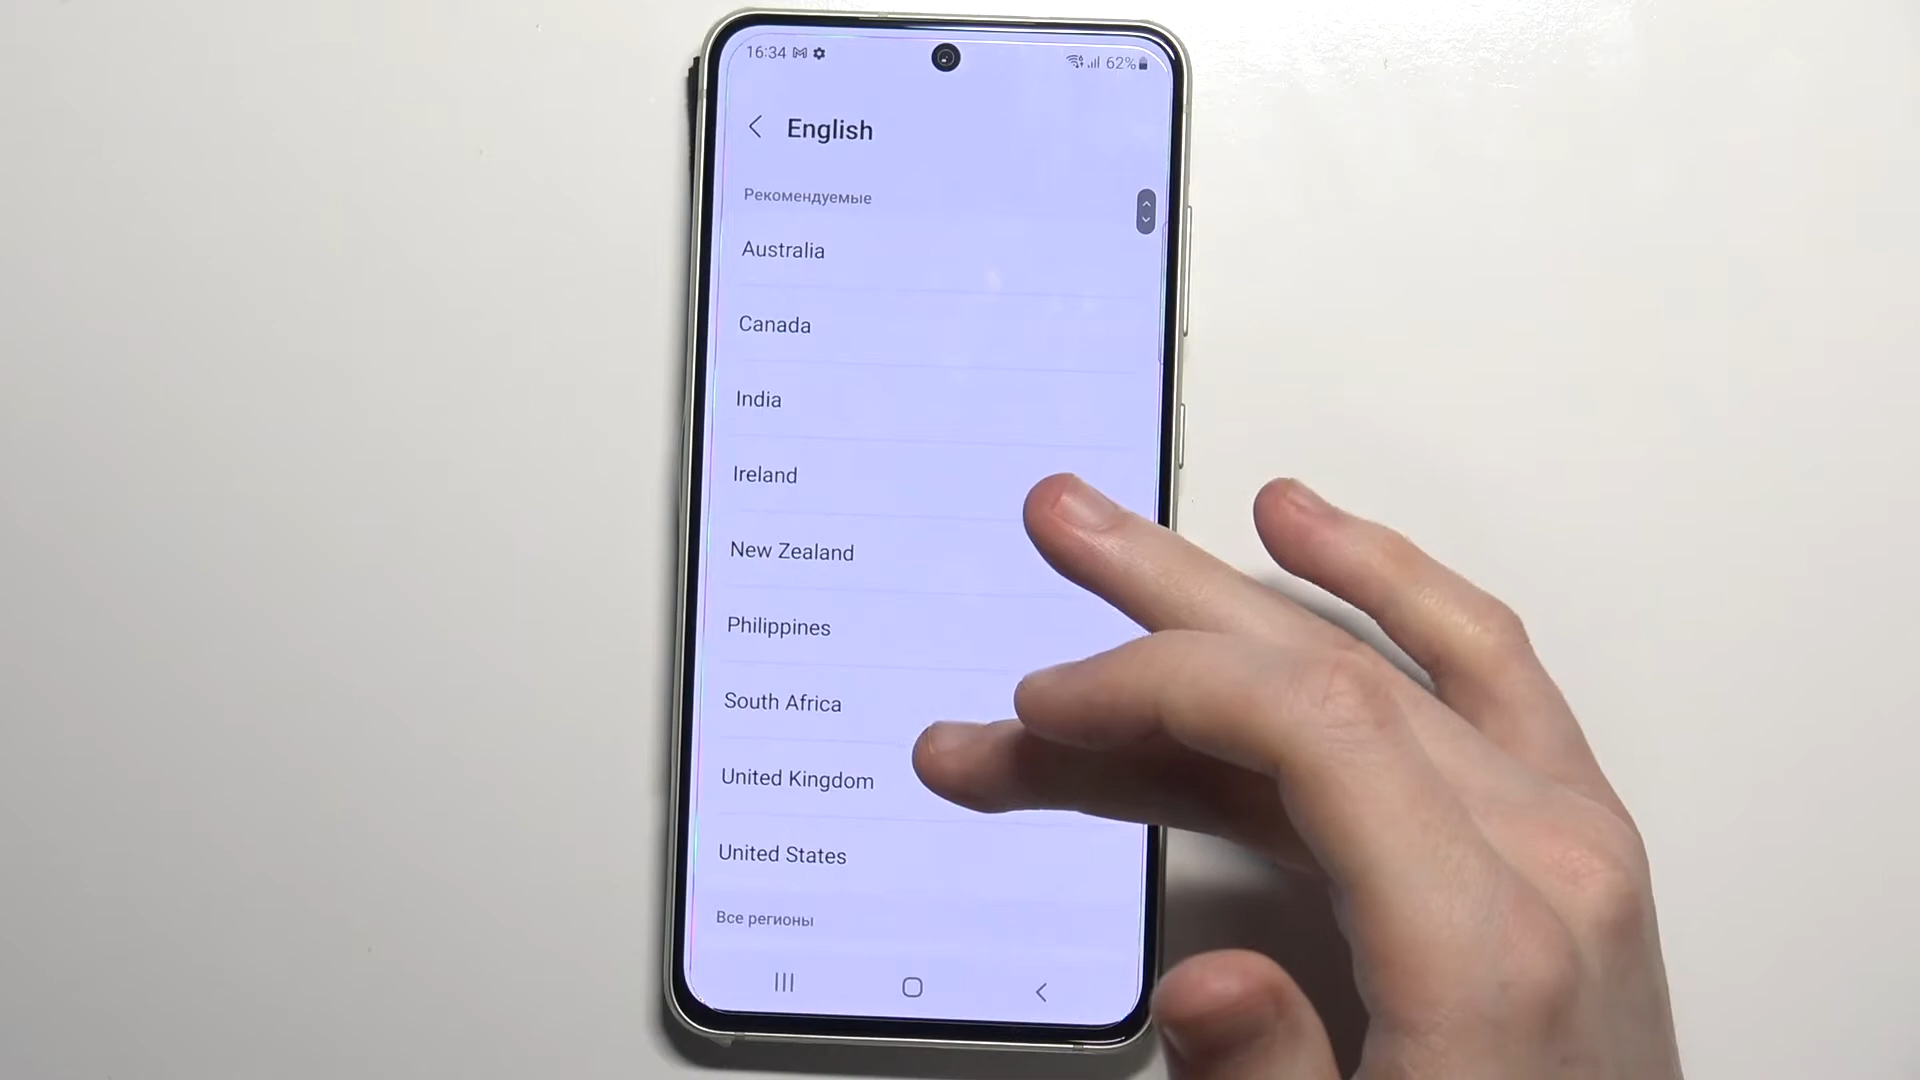 16:34
62%
English
Рекомендуемые
Australia
Canada
India
Ireland
New Zealand
Philippines
South Africa
United Kingdom
United States
Все регионы